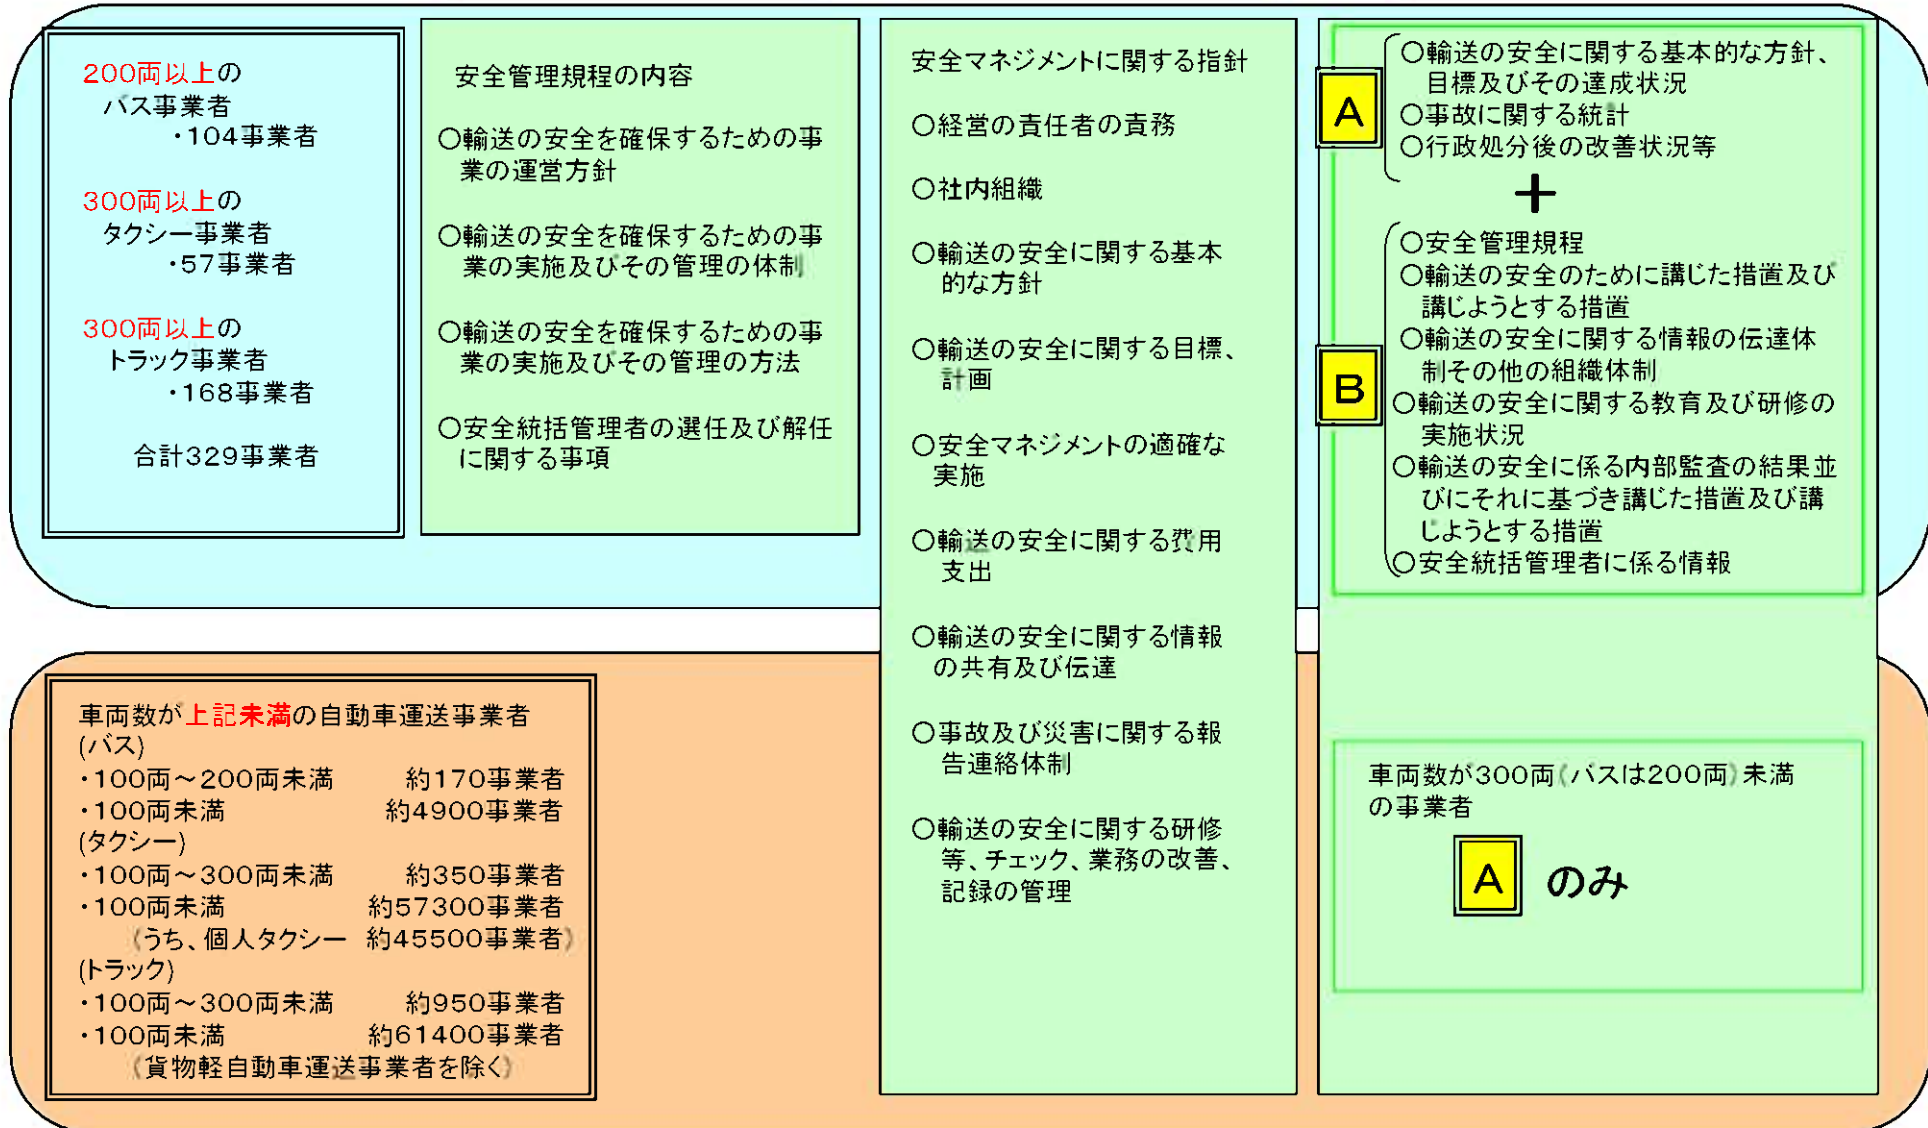 200両以上の
バス事業者
・104事業者
300両以上の
タクシー事業者
・57事業者
300両以上の
トラック事業者
・168事業者
合計329事業者
安全管理規程の内容
○輸送の安全を確保するための事
業の運営方針
○輸送の安全を確保するための事
業の実施及びその管理の体制
○輸送の安全を確保するための事
業の実施及びその管理の方法
○安全統括管理者の選任及び解任
に関する事項
安全マネジメントに関する指針
○経営の責任者の責務
○社内組織
○輸送の安全に関する基本
的な方針
○輸送の安全に関する目標、
計画
○安全マネジメントの適確な
実施
○輸送の安全に関する費用
支出
○輸送の安全に関する情報
の共有及び伝達
○事故及び災害に関する報
告連絡体制
○輸送の安全に関する研修
等、チェック、業務の改善、
記録の管理
A
○輸送の安全に関する基本的な方針、
目標及びその達成状況
○事故に関する統計
○行政処分後の改善状況等
＋
B
○安全管理規程
○輸送の安全のために講じた措置及び
講じようとする措置
○輸送の安全に関する情報の伝達体
制その他の組織体制
○輸送の安全に関する教育及び研修の
実施状況
○輸送の安全に係る内部監査の結果並
びにそれに基づき講じた措置及び講
じようとする措置
○安全統括管理者に係る情報
車両数が上記未満の自動車運送事業者
(バス)
・100両～200両未満 約170事業者
・100両未満 約4900事業者
(タクシー)
・100両～300両未満 約350事業者
・100両未満 約57300事業者
(うち、個人タクシー 約45500事業者)
(トラック)
・100両～300両未満 約950事業者
・100両未満 約61400事業者
(貨物軽自動車運送事業者を除く)
車両数が300両(バスは200両)未満
の事業者
A のみ